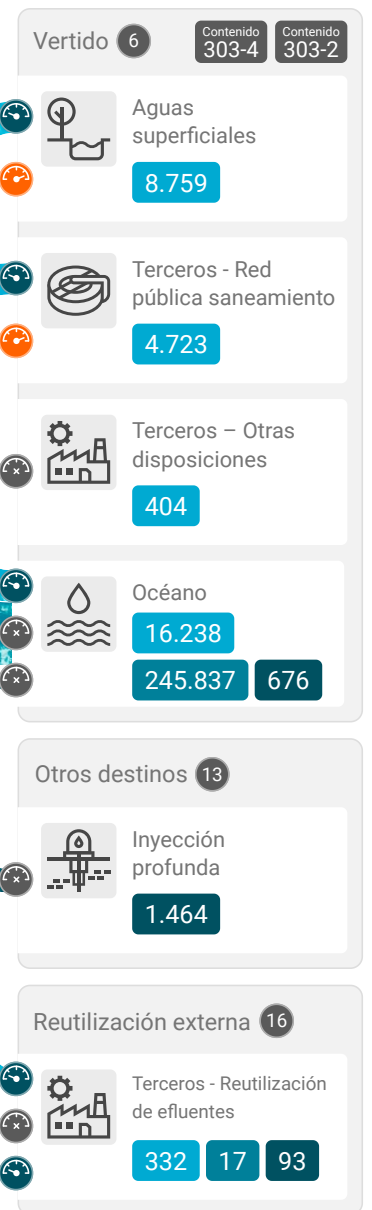 Vertido 6
Contenido
303-4
Contenido
303-2
Aguas
superficiales
8.759
Terceros - Red
pública saneamiento
4.723
Terceros – Otras
disposiciones
404
Océano
16.238
245.837 676
Otros destinos 13
Inyección
profunda
1.464
Reutilización externa 16
Terceros - Reutilización
de efluentes
332 17 93